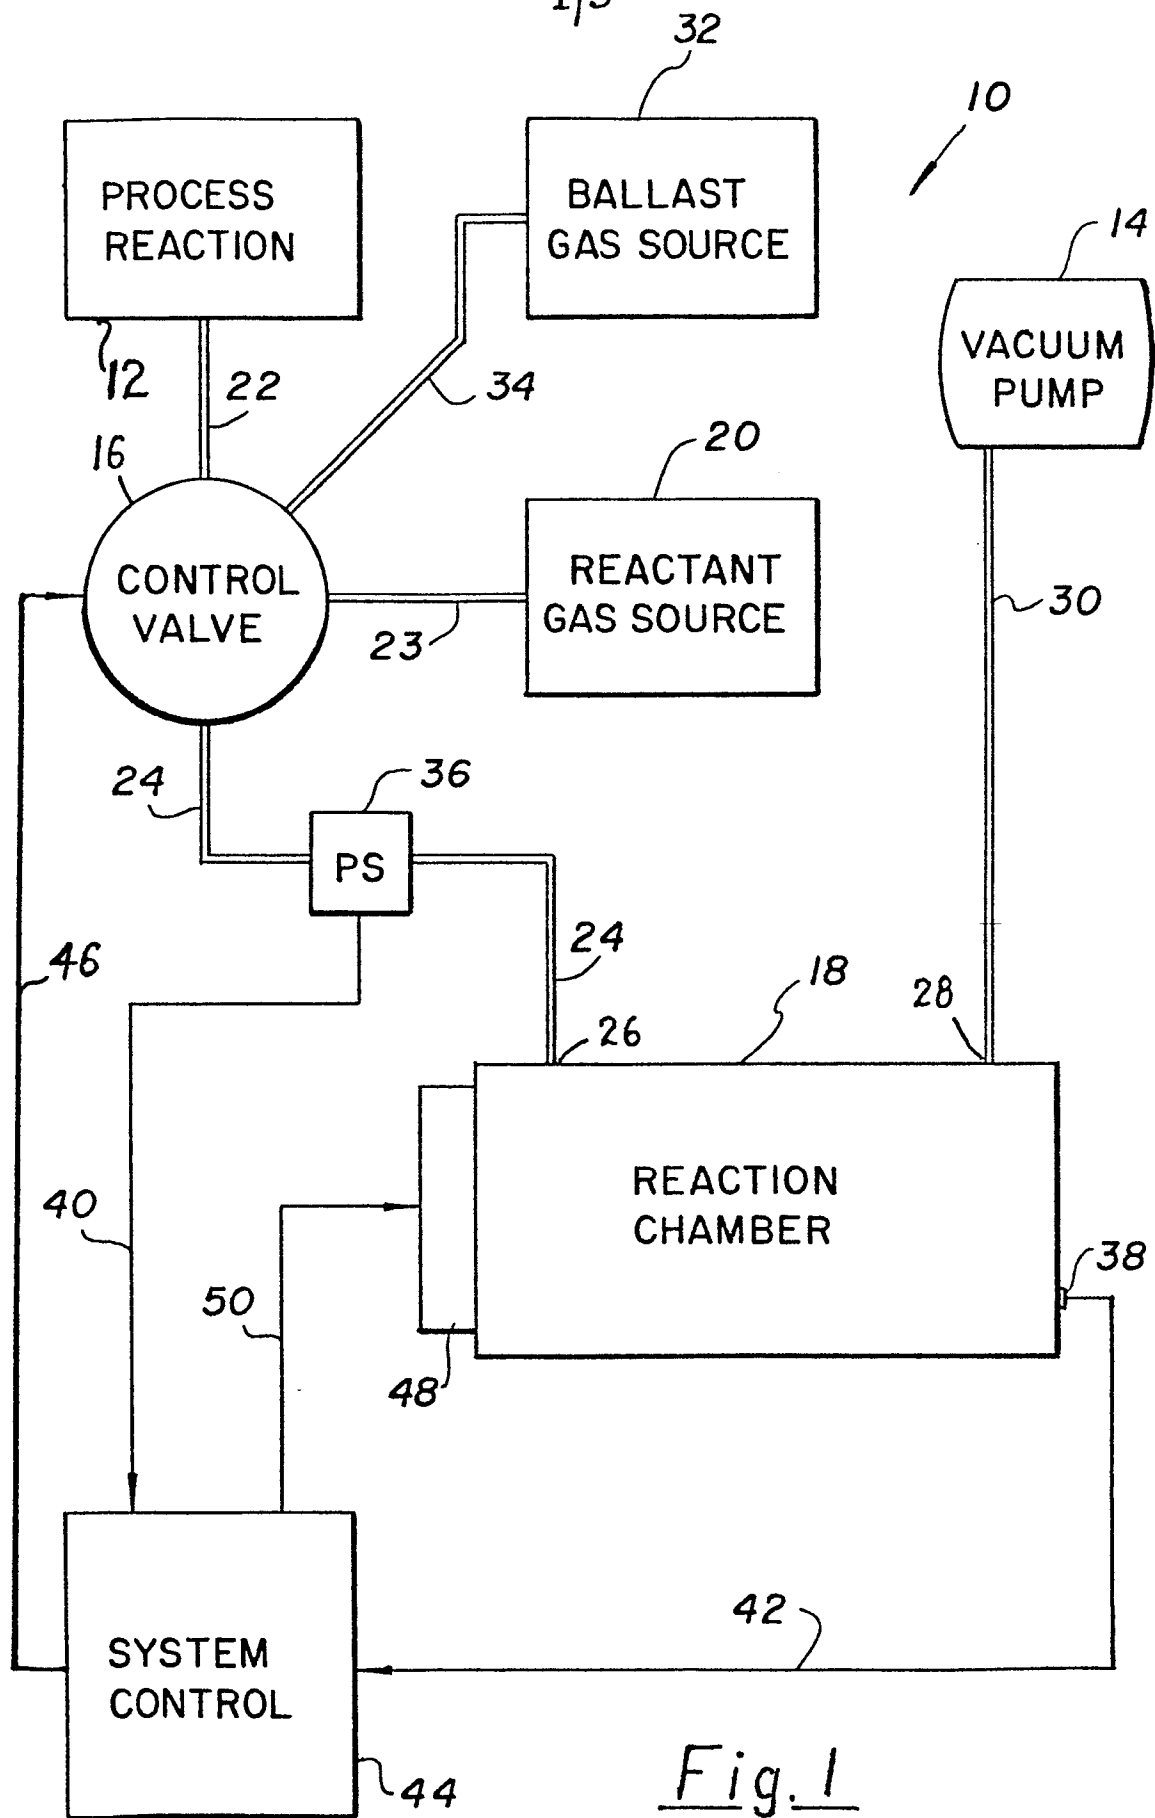 32
10
PROCESS
REACTION
BALLAST
GAS SOURCE
14
VACUUM
PUMP
12
22
34
16
20
CONTROL
VALVE
REACTANT
GAS SOURCE
23
30
24
36
PS
24
46
18
28
26
REACTION
CHAMBER
40
38
50
48
42
SYSTEM
CONTROL
44
Fig. 1